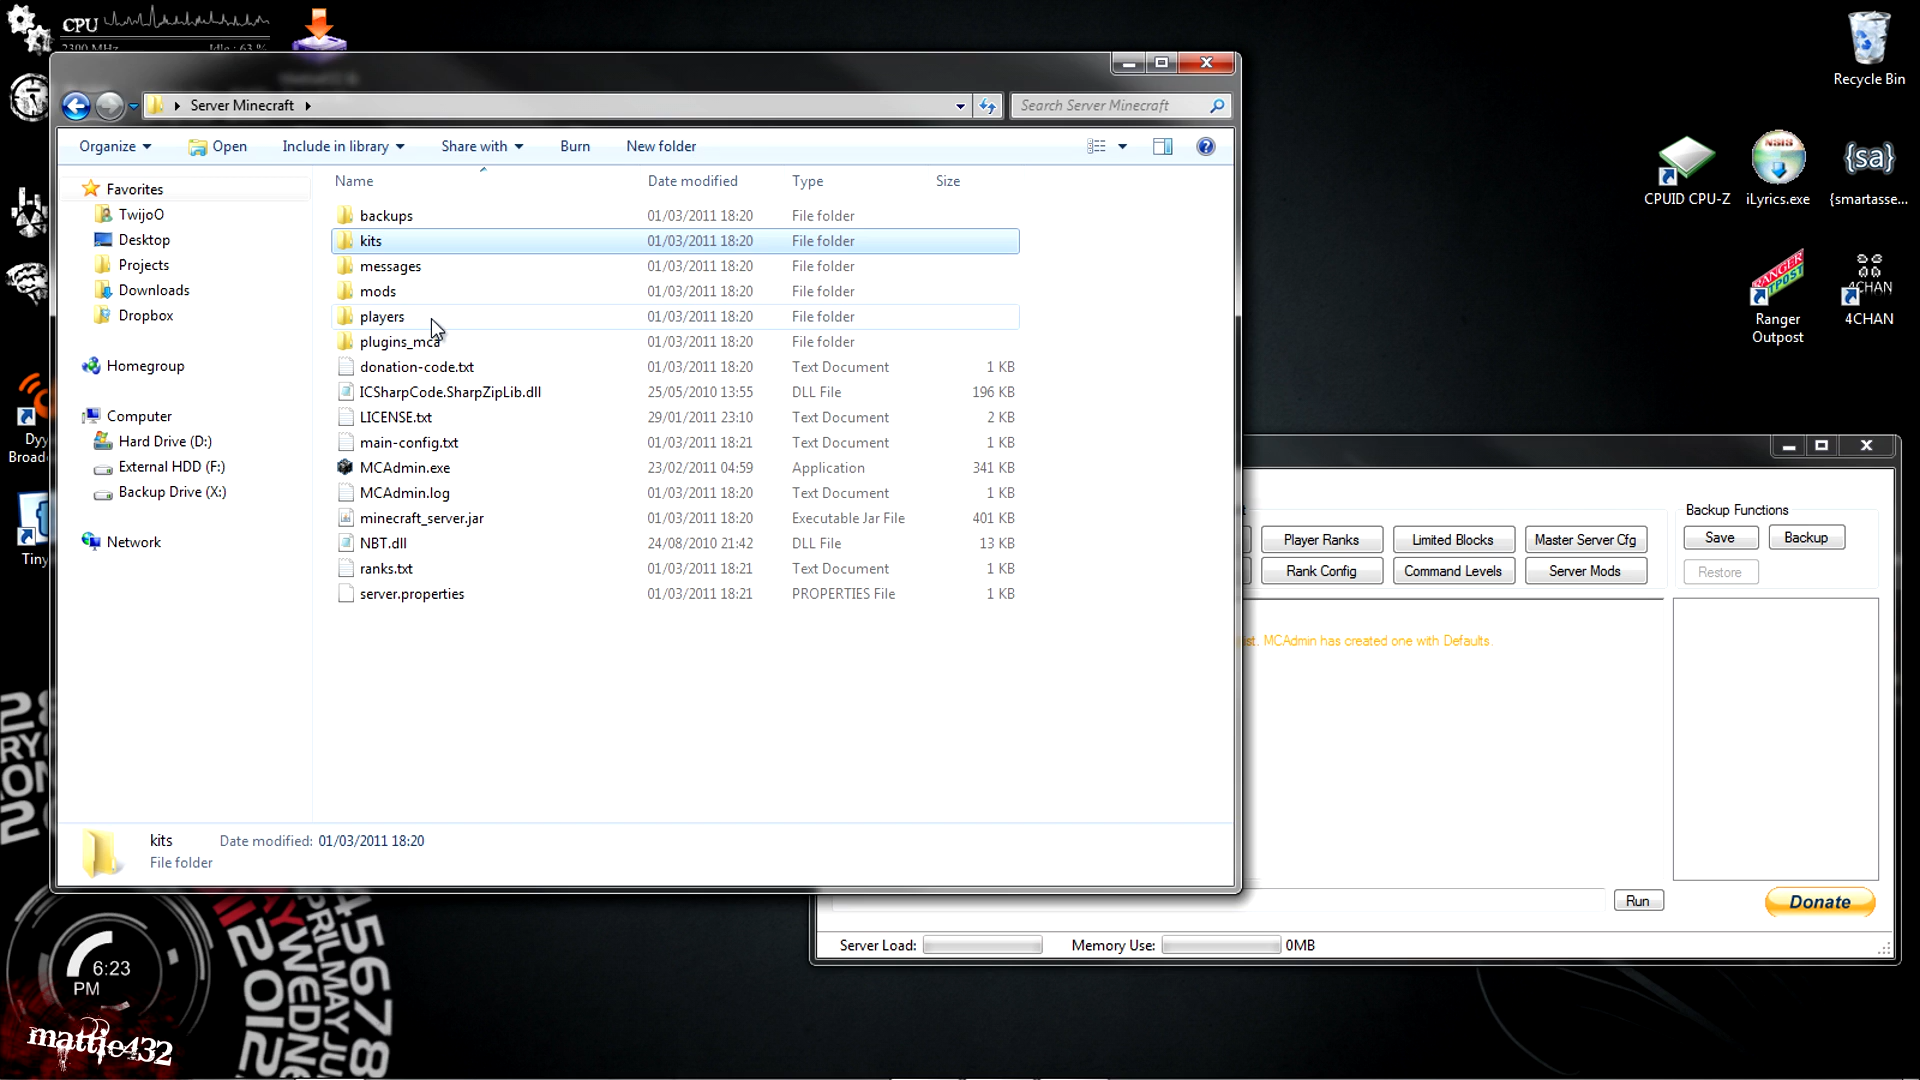 CPU
2300 MHz Idle : 63 %
Recycle Bin
Server Minecraft
Search Server Minecraft
Organize
Open
Include in library
Share with
Burn
New folder
Name Date modified Type Size
Favorites
TwijoO
Desktop
Projects
Downloads
Dropbox
Homegroup
Computer
Hard Drive (D:)
External HDD (F:)
Backup Drive (X:)
Network
backups 01/03/2011 18:20 File folder
kits 01/03/2011 18:20 File folder
messages 01/03/2011 18:20 File folder
mods 01/03/2011 18:20 File folder
players 01/03/2011 18:20 File folder
plugins_mca 01/03/2011 18:20 File folder
donation-code.txt 01/03/2011 18:20 Text Document 1 KB
ICSharpCode.SharpZipLib.dll 25/05/2010 13:55 DLL File 196 KB
LICENSE.txt 29/01/2011 23:10 Text Document 2 KB
main-config.txt 01/03/2011 18:21 Text Document 1 KB
MCAdmin.exe 23/02/2011 04:59 Application 341 KB
MCAdmin.log 01/03/2011 18:20 Text Document 1 KB
minecraft_server.jar 01/03/2011 18:20 Executable Jar File 401 KB
NBT.dll 24/08/2010 21:42 DLL File 13 KB
ranks.txt 01/03/2011 18:21 Text Document 1 KB
server.properties 01/03/2011 18:21 PROPERTIES File 1 KB
kits Date modified: 01/03/2011 18:20
File folder
CPUID CPU-Z
iLyrics.exe
{sa}
{smartasse...
RANGER
OUTPOST
Ranger
Outpost
4CHAN
4CHAN
Dyy
Broad
Tiny
Player Ranks
Limited Blocks
Master Server Cfg
Rank Config
Command Levels
Server Mods
Backup Functions
Save
Backup
Restore
st. MCAdmin has created one with Defaults.
Run
Donate
Server Load:
Memory Use:
0MB
6:23
PM
mattie432